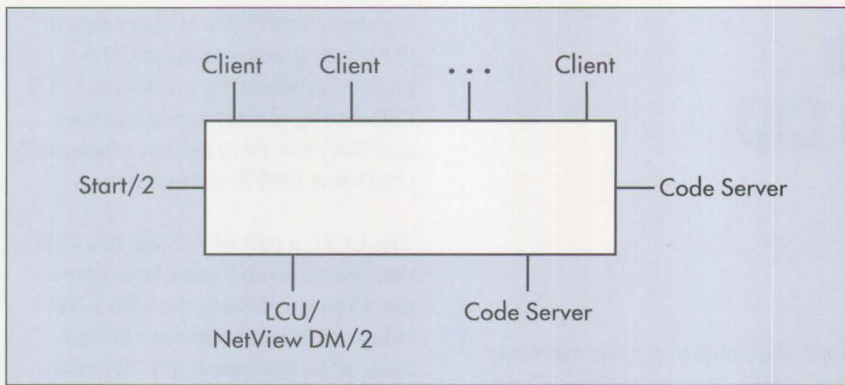 Client Client ... Client
Start/2
Code Server
LCU/
NetView DM/2
Code Server